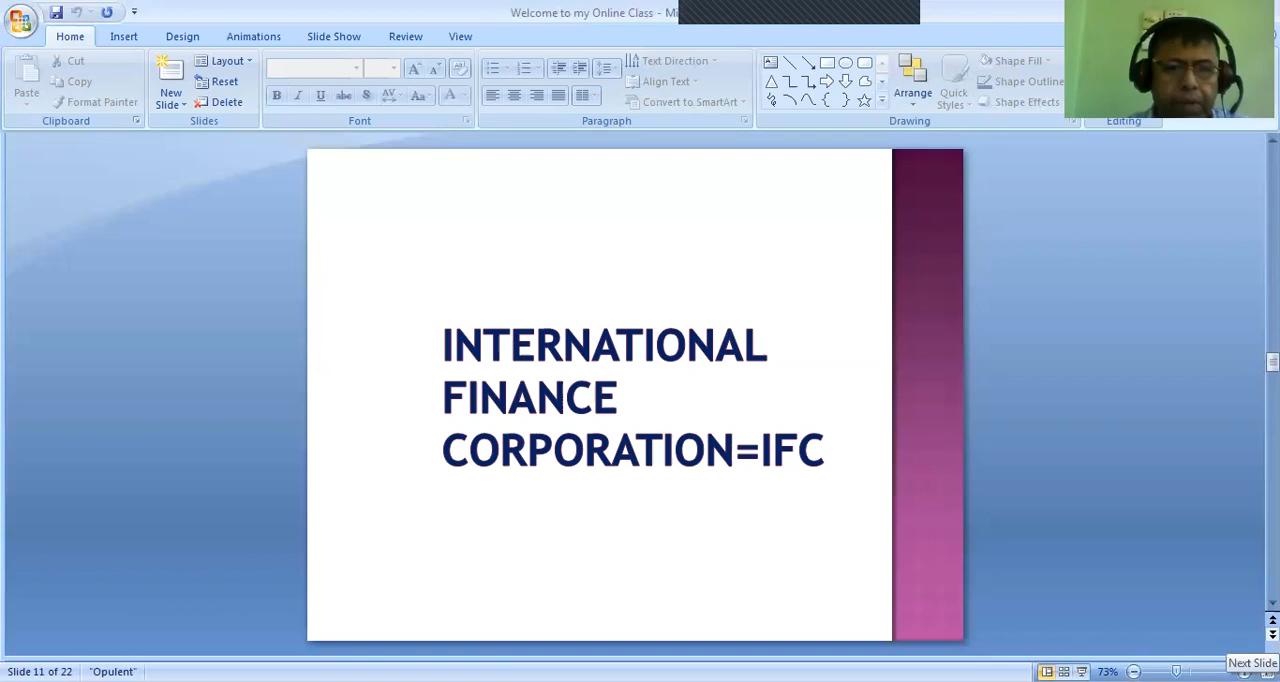 Welcome to my Online Class - Mi
Home Insert Design Animations Slide Show Review View
Paste
Cut
Copy
Format Painter
Clipboard
New Slide
Layout
Reset
Delete
Slides
B I U abc S AV Aa A
Font
Text Direction
Align Text
Convert to SmartArt
Paragraph
Arrange
Quick Styles
Shape Fill
Shape Outline
Shape Effects
Drawing
Editing
INTERNATIONAL
FINANCE
CORPORATION=IFC
Next Slide
Slide 11 of 22 "Opulent" 73%